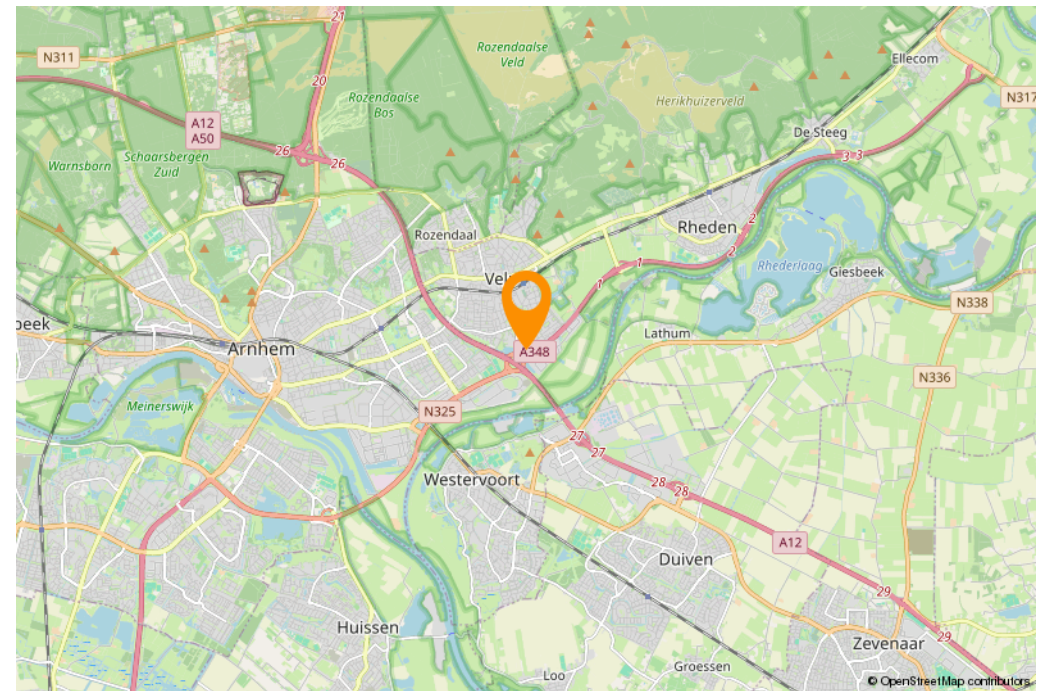 21
N311
Rozendaalse
Veld
Ellecom
20
Rozendaalse
Bos
Herikhuizerveld
N317
A12
A50
De Steeg
26
26
3 3
Warnsborn
Schaarsbergen
Zuid
2
Rozendaal
Rheden
2
1
Rhederlaag
Giesbeek
Vel
1
N338
beek
Lathum
Arnhem
A348
N336
Meinerswijk
N325
27
27
Westervoort
28
28
A12
Duiven
29
Huissen
29
Zevenaar
Groessen
Loo
© OpenStreetMap contributors